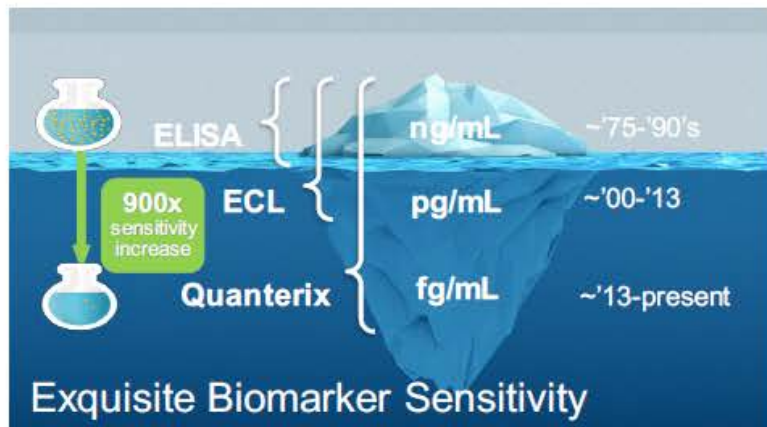 ELISA
ng/mL
~'75-'90's
900x
sensitivity
increase
ECL
pg/mL
~'00-'13
Quanterix
fg/mL
~'13-present
Exquisite Biomarker Sensitivity